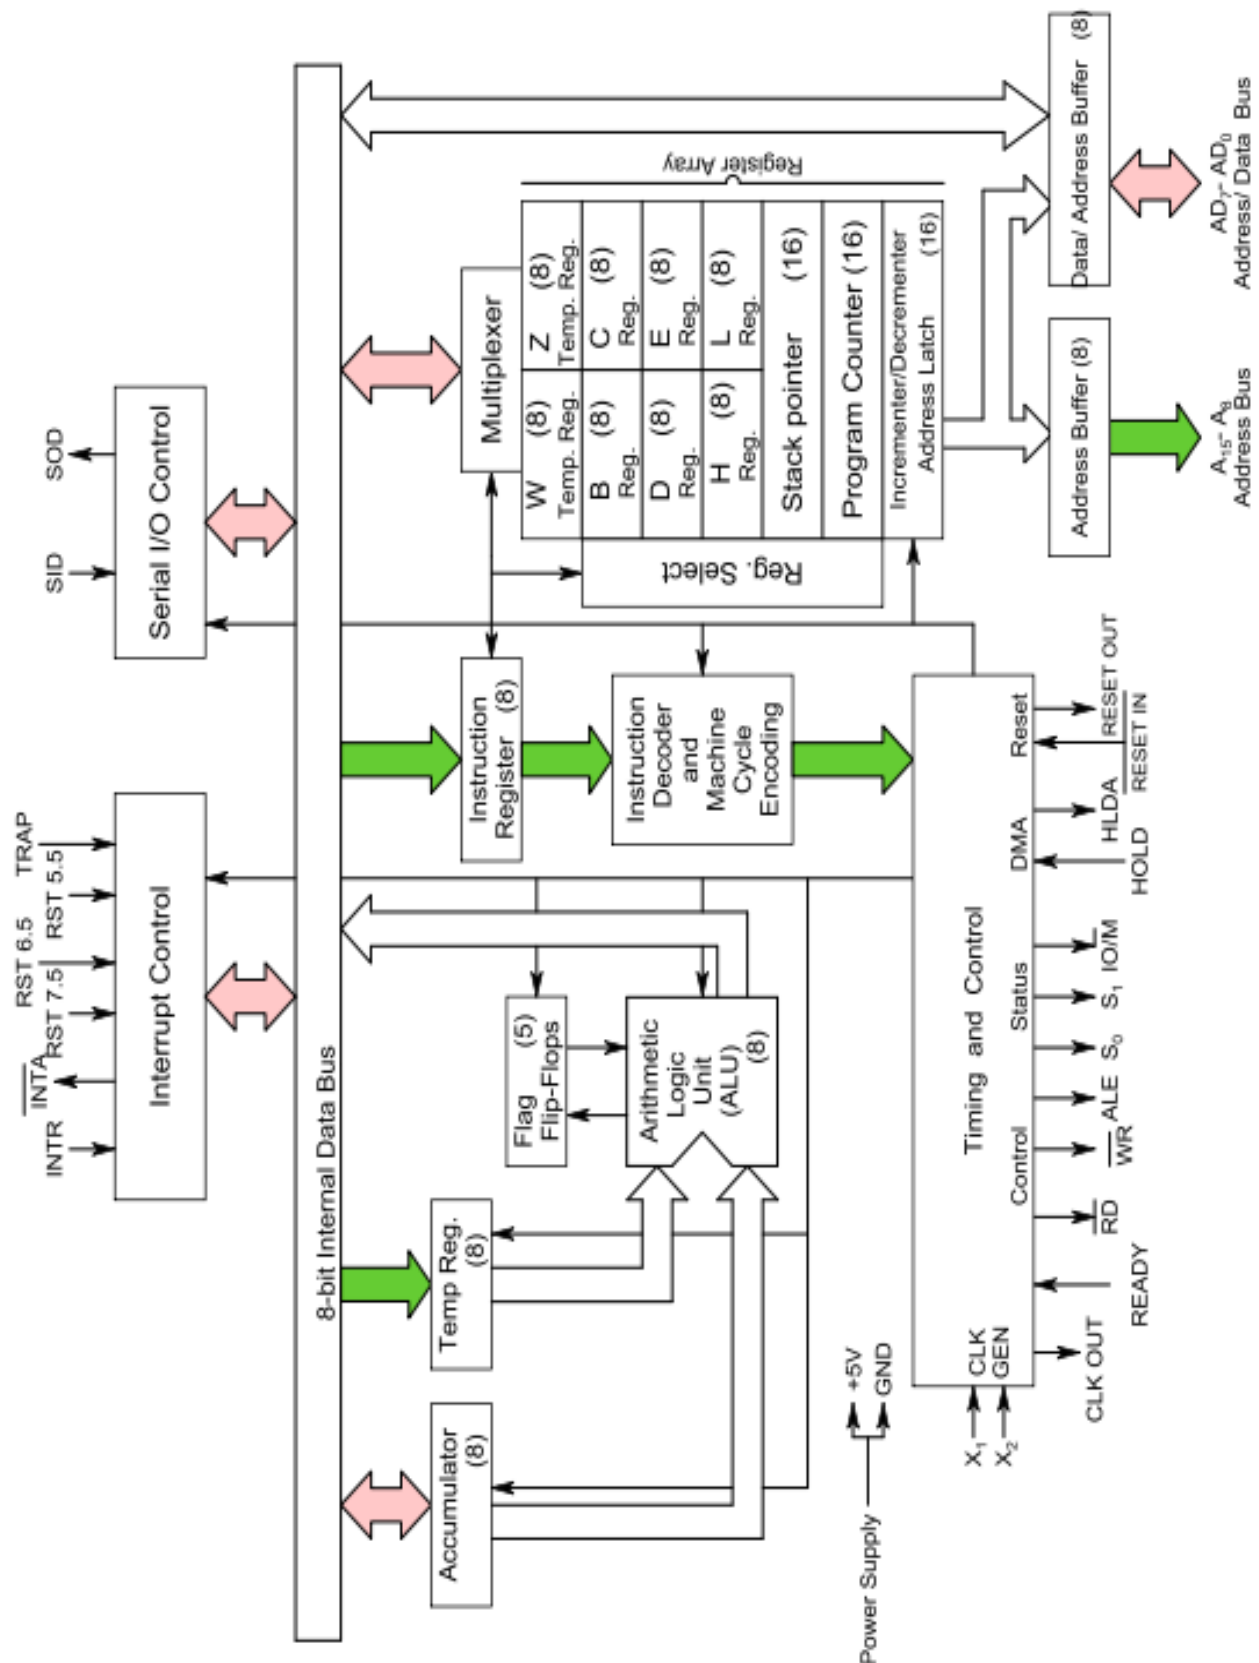 INTR
INTA
RST 7.5
RST 6.5
RST 5.5
TRAP
SID
SOD
Interrupt Control
Serial I/O Control
8-bit Internal Data Bus
Accumulator
(8)
Temp Reg.
(8)
Flag (5)
Flip-Flops
Arithmetic
Logic
Unit
(ALU) (8)
Instruction
Register (8)
Instruction
Decoder
and
Machine
Cycle
Encoding
Multiplexer
W (8)
Temp. Reg.
Z (8)
Temp. Reg.
B (8)
Reg.
C (8)
Reg.
D (8)
Reg.
E (8)
Reg.
H (8)
Reg.
L (8)
Reg.
Stack pointer (16)
Program Counter (16)
Incrementer/Decrementer
Address Latch (16)
Reg. Select
Register Array
Power Supply
+5V
GND
X₁
X₂
CLK
GEN
Timing and Control
Control
Status
DMA
Reset
CLK OUT
READY
RD
WR
ALE
S₀
S₁
IO/M
HOLD
HLDA
RESET IN
RESET OUT
Address Buffer (8)
Data/ Address Buffer (8)
A₁₅- A₈
Address Bus
AD₇- AD₀
Address/ Data Bus